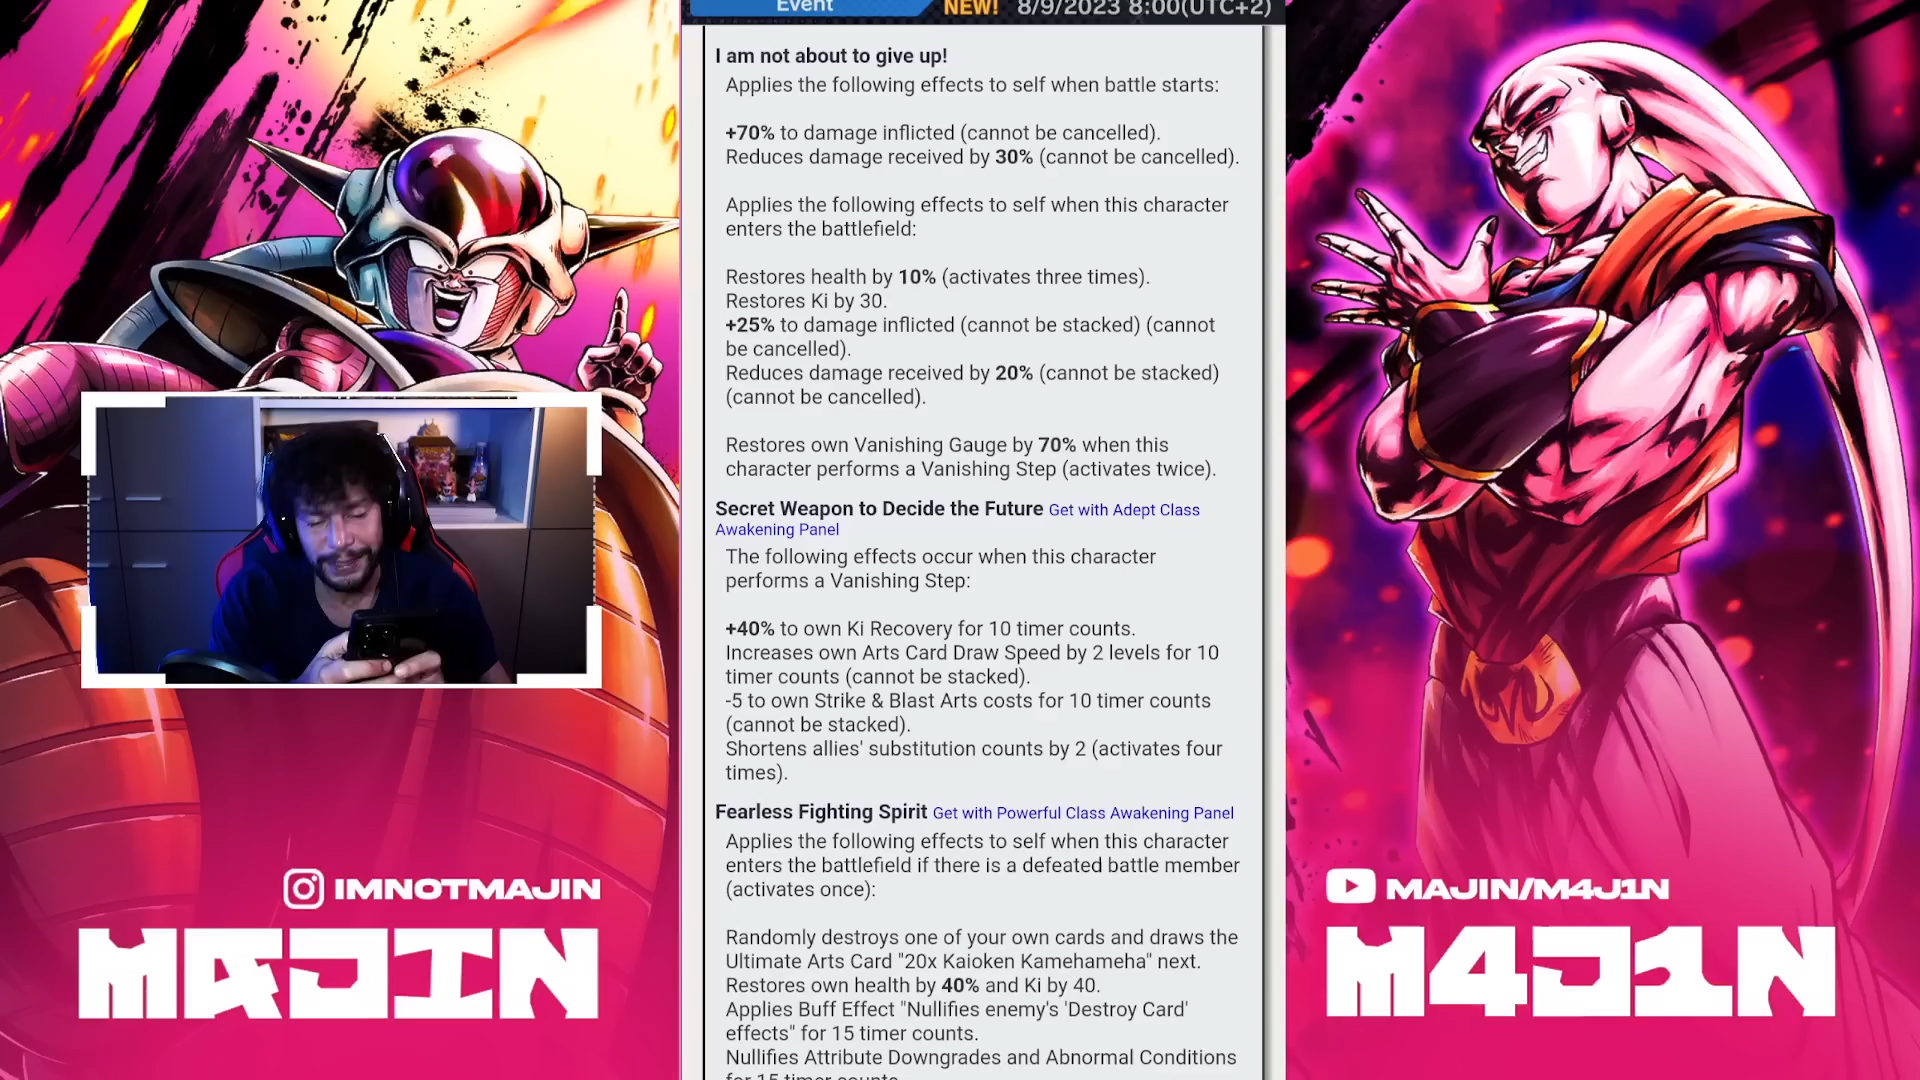 Event NEW! 8/9/2023 8:00(UTC+2)
I am not about to give up!
Applies the following effects to self when battle starts:
+70% to damage inflicted (cannot be cancelled).
Reduces damage received by 30% (cannot be cancelled).
Applies the following effects to self when this character
enters the battlefield:
Restores health by 10% (activates three times).
Restores Ki by 30.
+25% to damage inflicted (cannot be stacked) (cannot
be cancelled).
Reduces damage received by 20% (cannot be stacked)
(cannot be cancelled).
Restores own Vanishing Gauge by 70% when this
character performs a Vanishing Step (activates twice).
Secret Weapon to Decide the Future Get with Adept Class
Awakening Panel
The following effects occur when this character
performs a Vanishing Step:
+40% to own Ki Recovery for 10 timer counts.
Increases own Arts Card Draw Speed by 2 levels for 10
timer counts (cannot be stacked).
-5 to own Strike & Blast Arts costs for 10 timer counts
(cannot be stacked).
Shortens allies' substitution counts by 2 (activates four
times).
Fearless Fighting Spirit Get with Powerful Class Awakening Panel
Applies the following effects to self when this character
enters the battlefield if there is a defeated battle member
(activates once):
Randomly destroys one of your own cards and draws the
Ultimate Arts Card "20x Kaioken Kamehameha" next.
Restores own health by 40% and Ki by 40.
Applies Buff Effect "Nullifies enemy's 'Destroy Card'
effects" for 15 timer counts.
Nullifies Attribute Downgrades and Abnormal Conditions
for 15 timer counts.
IMNOTMAJIN
MAJIN
MAJIN/M4J1N
M4J1N